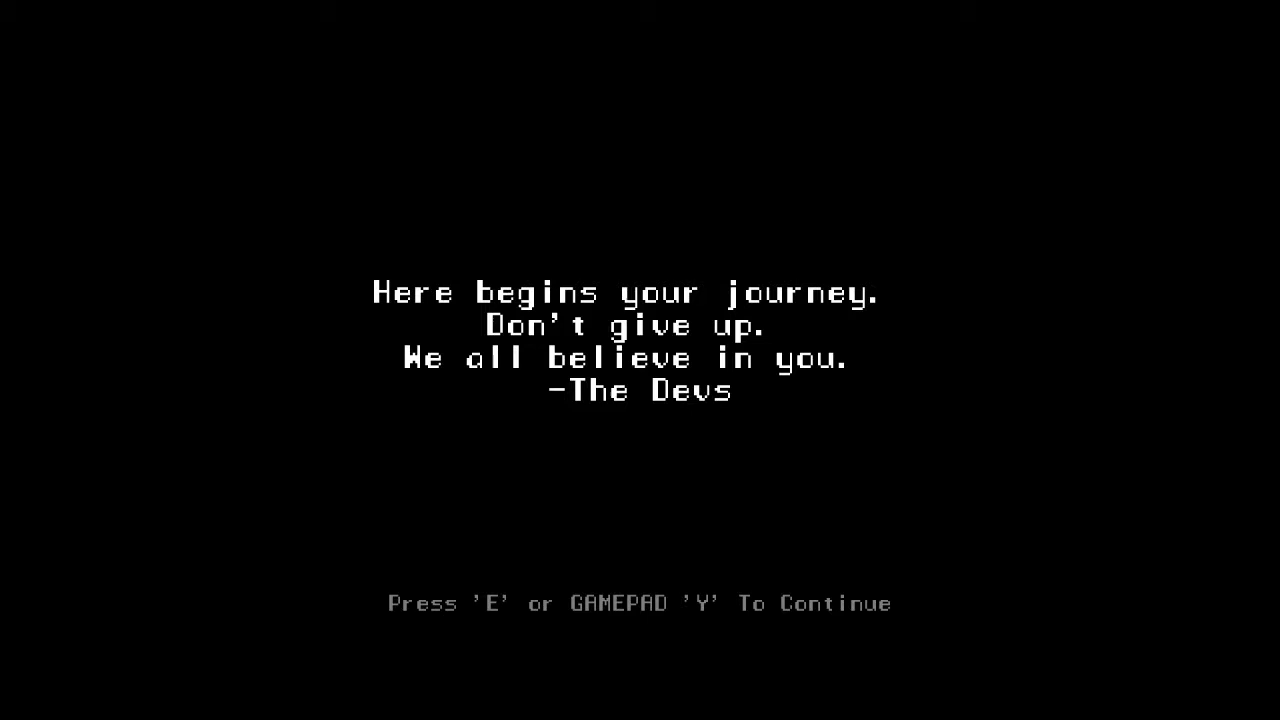 Here begins your journey.
Don't give up.
We all believe in you.
-The Devs
Press 'E' or GAMEPAD 'Y' To Continue